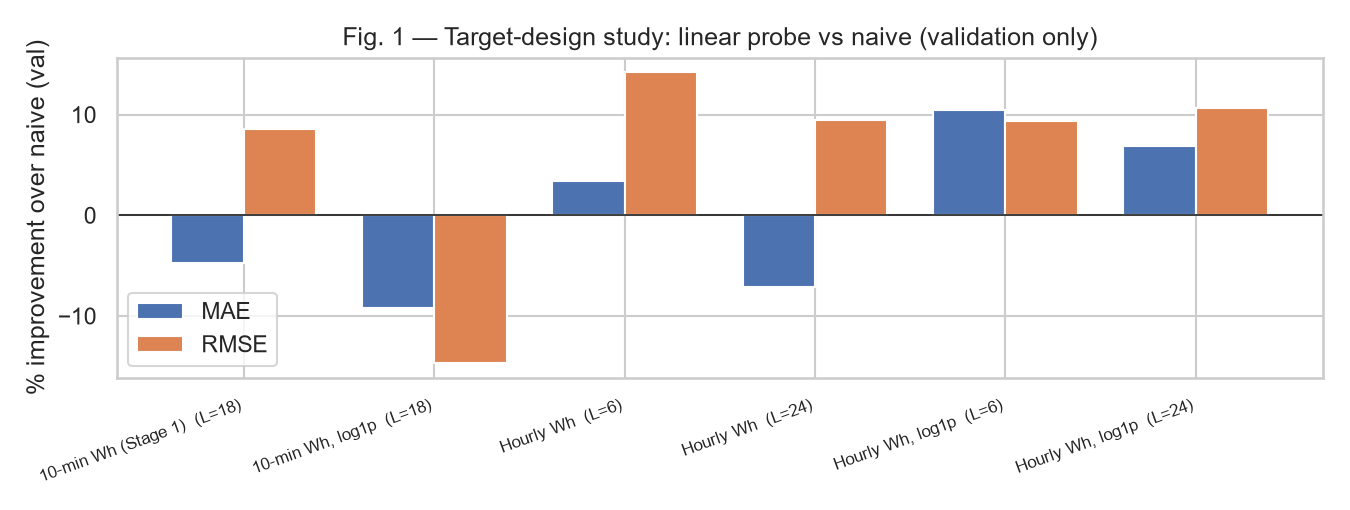 Fig. 1 — Target-design study: linear probe vs naive (validation only)
% improvement over naive (val)
10
0
−10
MAE
RMSE
10-min Wh (Stage 1)  (L=18)
10-min Wh, log1p  (L=18)
Hourly Wh  (L=6)
Hourly Wh  (L=24)
Hourly Wh, log1p  (L=6)
Hourly Wh, log1p  (L=24)